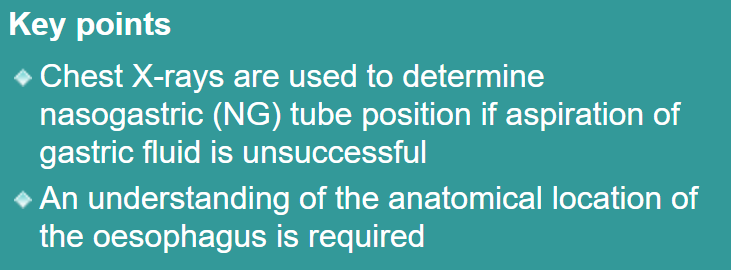 Key points
Chest X-rays are used to determine
nasogastric (NG) tube position if aspiration of
gastric fluid is unsuccessful
An understanding of the anatomical location of
the oesophagus is required